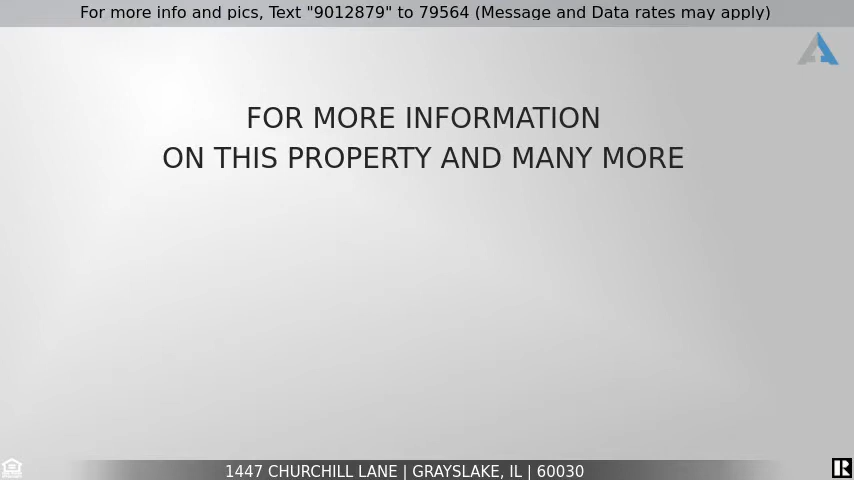 For more info and pics, Text "9012879" to 79564 (Message and Data rates may apply)
FOR MORE INFORMATION
ON THIS PROPERTY AND MANY MORE
1447 CHURCHILL LANE | GRAYSLAKE, IL | 60030